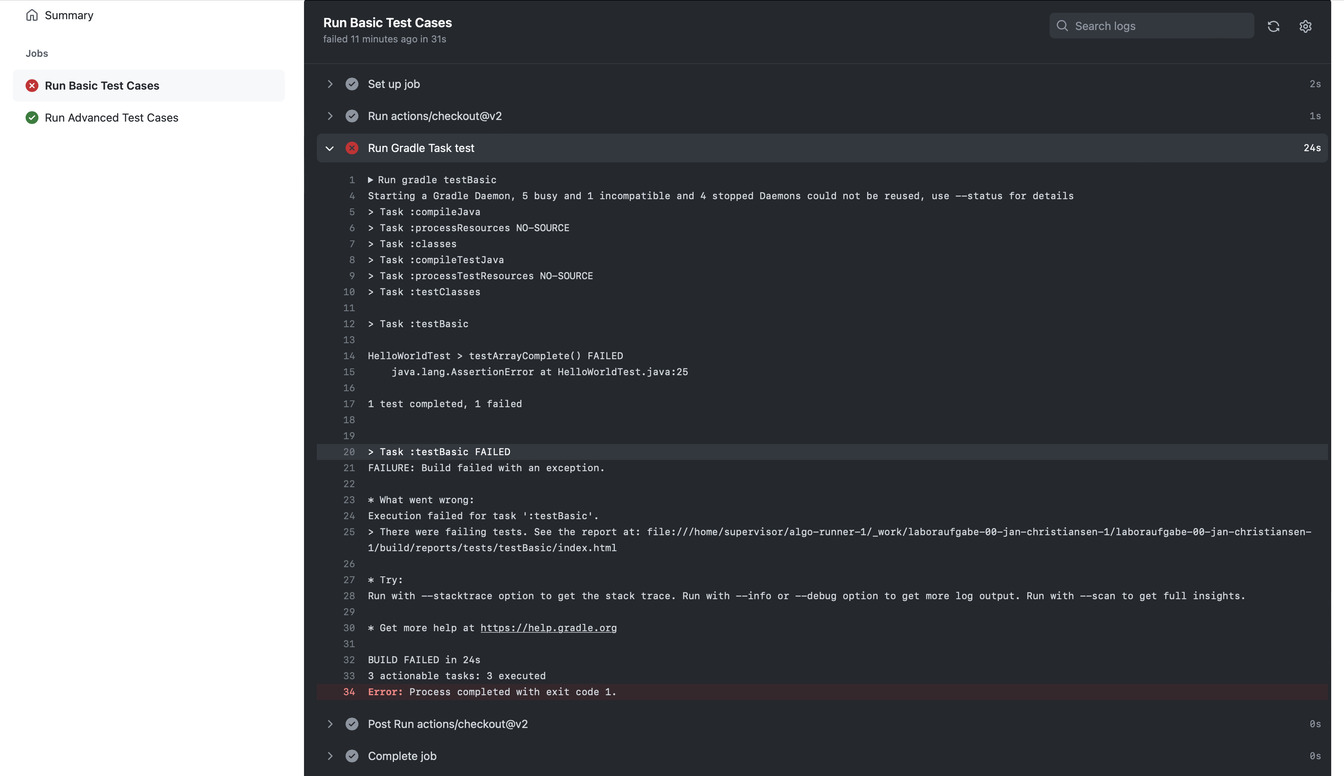 Summary
Jobs
Run Basic Test Cases
Run Advanced Test Cases
Run Basic Test Cases
failed 11 minutes ago in 31s
Search logs
Set up job 2s
Run actions/checkout@v2 1s
Run Gradle Task test 24s
1 Run gradle testBasic
4 Starting a Gradle Daemon, 5 busy and 1 incompatible and 4 stopped Daemons could not be reused, use --status for details
5 > Task :compileJava
6 > Task :processResources NO-SOURCE
7 > Task :classes
8 > Task :compileTestJava
9 > Task :processTestResources NO-SOURCE
10 > Task :testClasses
11
12 > Task :testBasic
13
14 HelloWorldTest > testArrayComplete() FAILED
15 java.lang.AssertionError at HelloWorldTest.java:25
16
17 1 test completed, 1 failed
18
19
20 > Task :testBasic FAILED
21 FAILURE: Build failed with an exception.
22
23 * What went wrong:
24 Execution failed for task ':testBasic'.
25 > There were failing tests. See the report at: file:///home/supervisor/algo-runner-1/_work/laboraufgabe-00-jan-christiansen-1/laboraufgabe-00-jan-christiansen-
1/build/reports/tests/testBasic/index.html
26
27 * Try:
28 Run with --stacktrace option to get the stack trace. Run with --info or --debug option to get more log output. Run with --scan to get full insights.
29
30 * Get more help at https://help.gradle.org
31
32 BUILD FAILED in 24s
33 3 actionable tasks: 3 executed
34 Error: Process completed with exit code 1.
Post Run actions/checkout@v2 0s
Complete job 0s